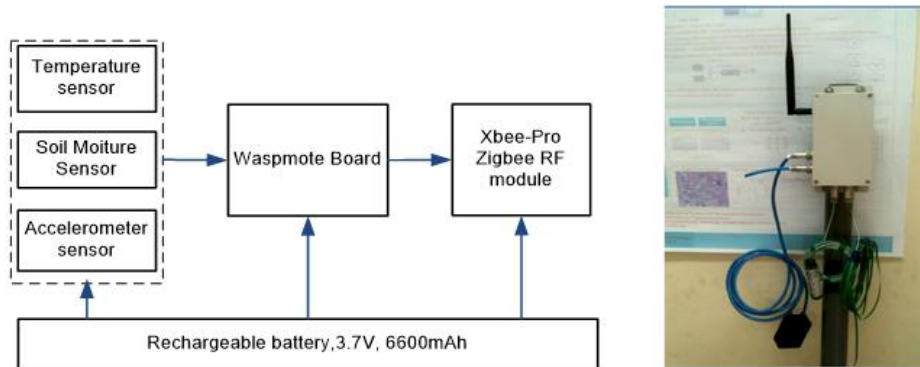 Temperature
sensor
Soil Moiture
Sensor
Accelerometer
sensor
Waspmote Board
Xbee-Pro
Zigbee RF
module
Rechargeable battery,3.7V, 6600mAh